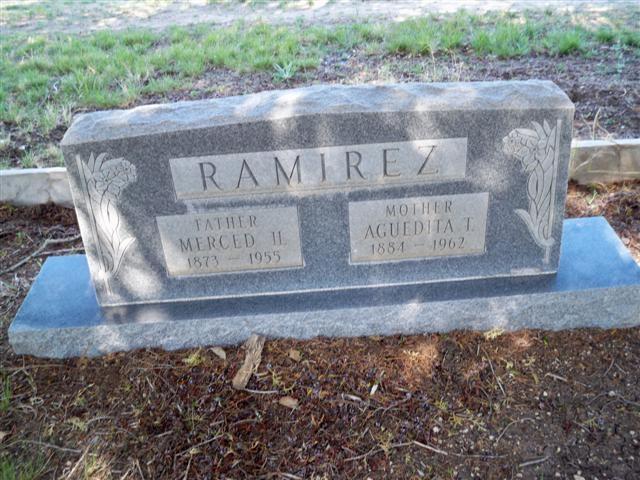 RAMIREZ
FATHER
MERCED H.
1873 — 1955
MOTHER
AGUEDITA T.
1884 — 1962